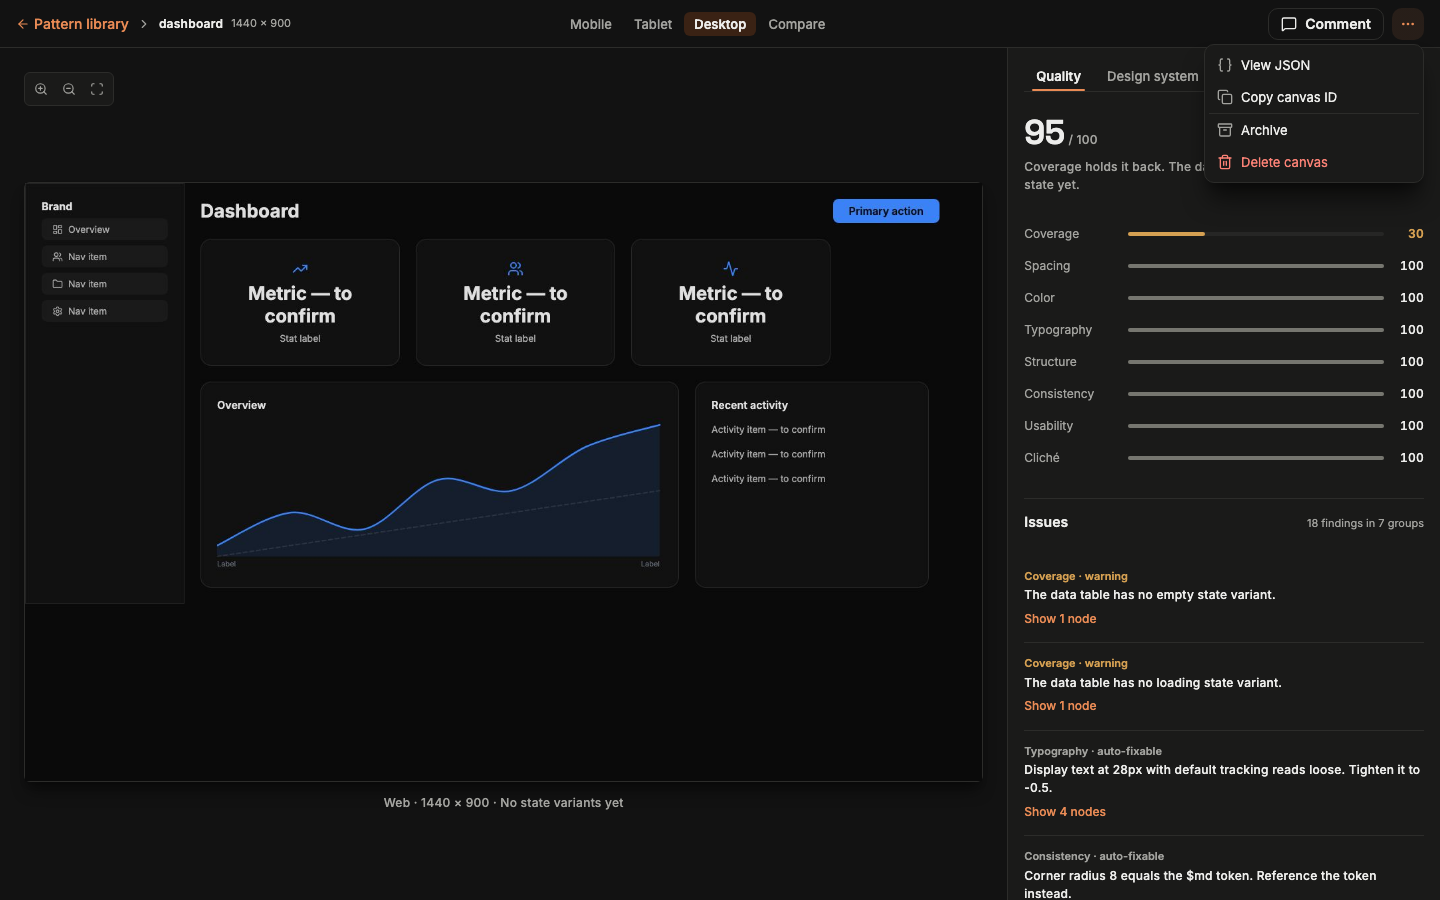 Pattern library
dashboard
1440 × 900
Mobile
Tablet
Desktop
Compare
Comment
View JSON
Copy canvas ID
Archive
Delete canvas
Brand
Overview
Nav item
Nav item
Nav item
Dashboard
Primary action
Metric — to
confirm
Stat label
Metric — to
confirm
Stat label
Metric — to
confirm
Stat label
Overview
Label
Label
Recent activity
Activity item — to confirm
Activity item — to confirm
Activity item — to confirm
Web · 1440 × 900 · No state variants yet
Quality
Design system
95 / 100
Coverage holds it back. The
state yet.
Coverage 30
Spacing 100
Color 100
Typography 100
Structure 100
Consistency 100
Usability 100
Cliché 100
Issues
18 findings in 7 groups
Coverage · warning
The data table has no empty state variant.
Show 1 node
Coverage · warning
The data table has no loading state variant.
Show 1 node
Typography · auto-fixable
Display text at 28px with default tracking reads loose. Tighten it to
-0.5.
Show 4 nodes
Consistency · auto-fixable
Corner radius 8 equals the $md token. Reference the token
instead.